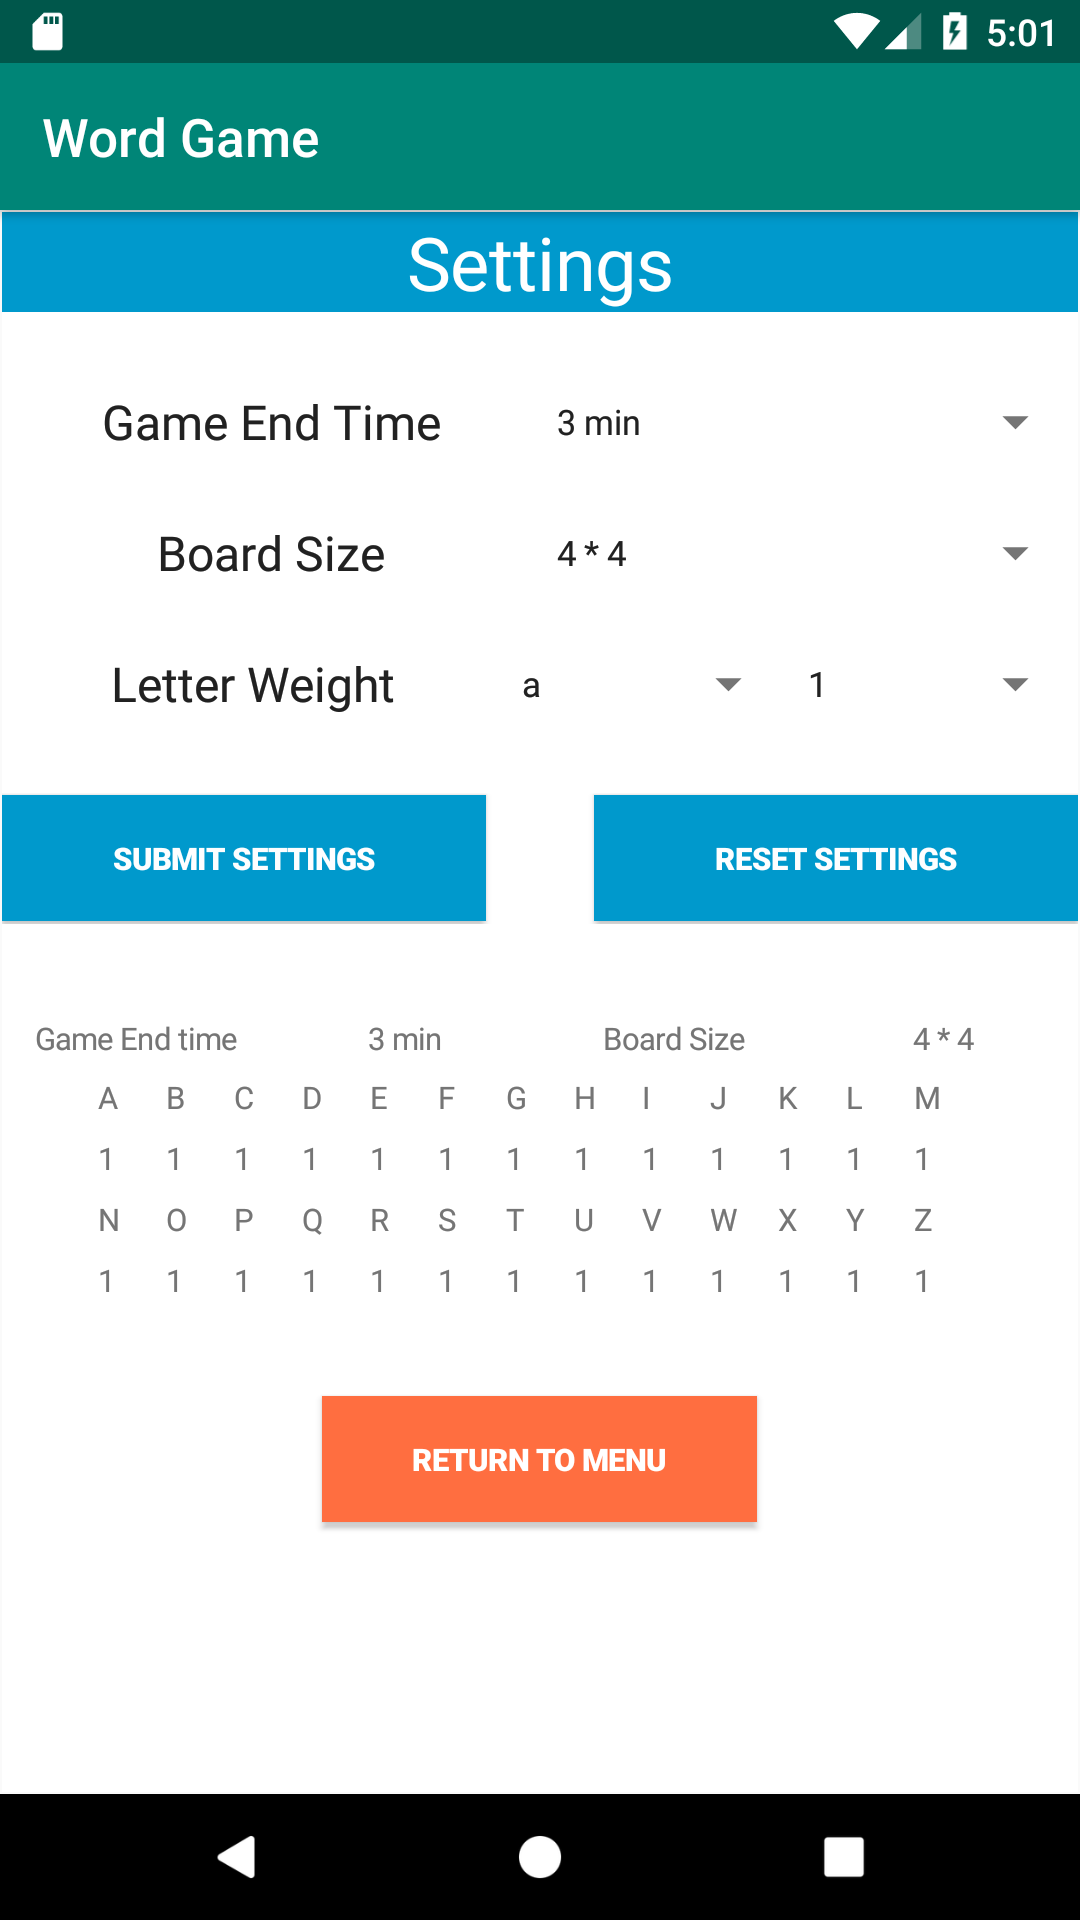 5:01
Word Game
Settings
Game End Time 3 min
Board Size 4 * 4
Letter Weight a 1
SUBMIT SETTINGS RESET SETTINGS
Game End time 3 min Board Size 4 * 4
A B C D E F G H I J K L M
1 1 1 1 1 1 1 1 1 1 1 1 1
N O P Q R S T U V W X Y Z
1 1 1 1 1 1 1 1 1 1 1 1 1
RETURN TO MENU